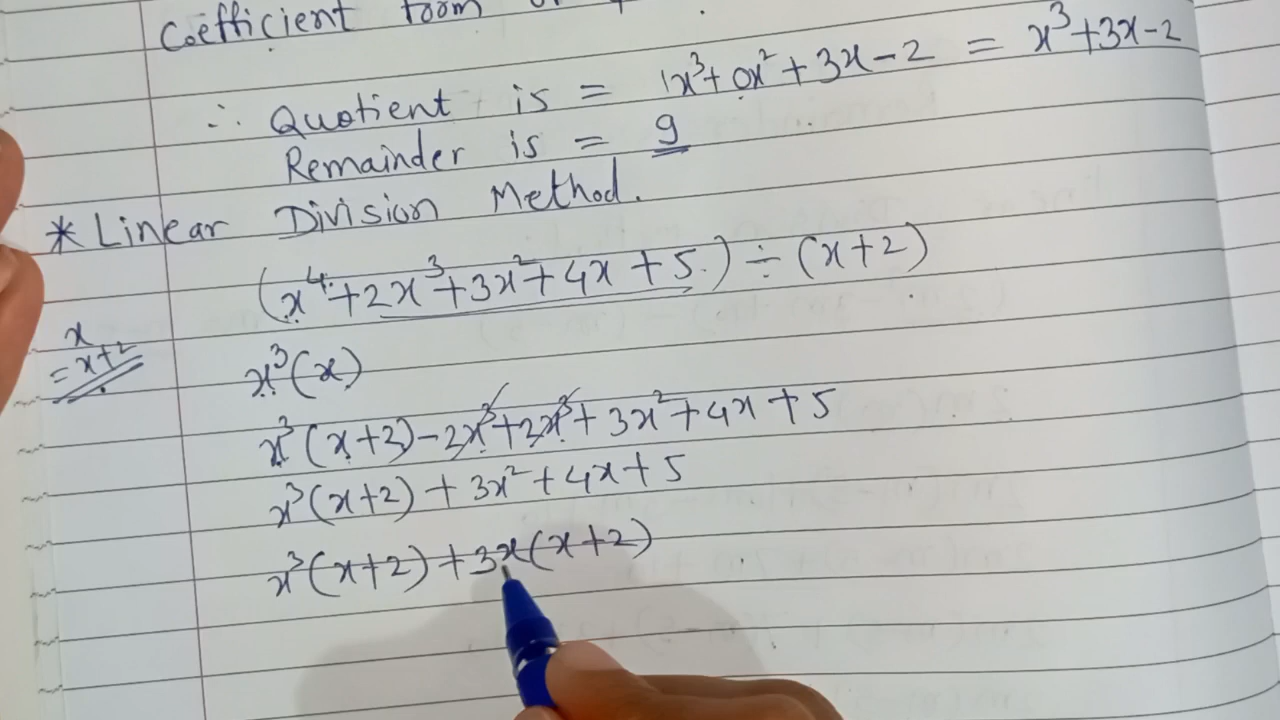 Coefficient form
∴ Quotient is = 1x³+0x²+3x-2 = x³+3x-2
Remainder is = 9
* Linear Division Method.
(x⁴+2x³+3x²+4x+5) ÷ (x+2)
x
= x+2
x³(x)
x³(x+2)-2x³+2x³+3x²+4x+5
x³(x+2)+3x²+4x+5
x³(x+2)+3x(x+2)